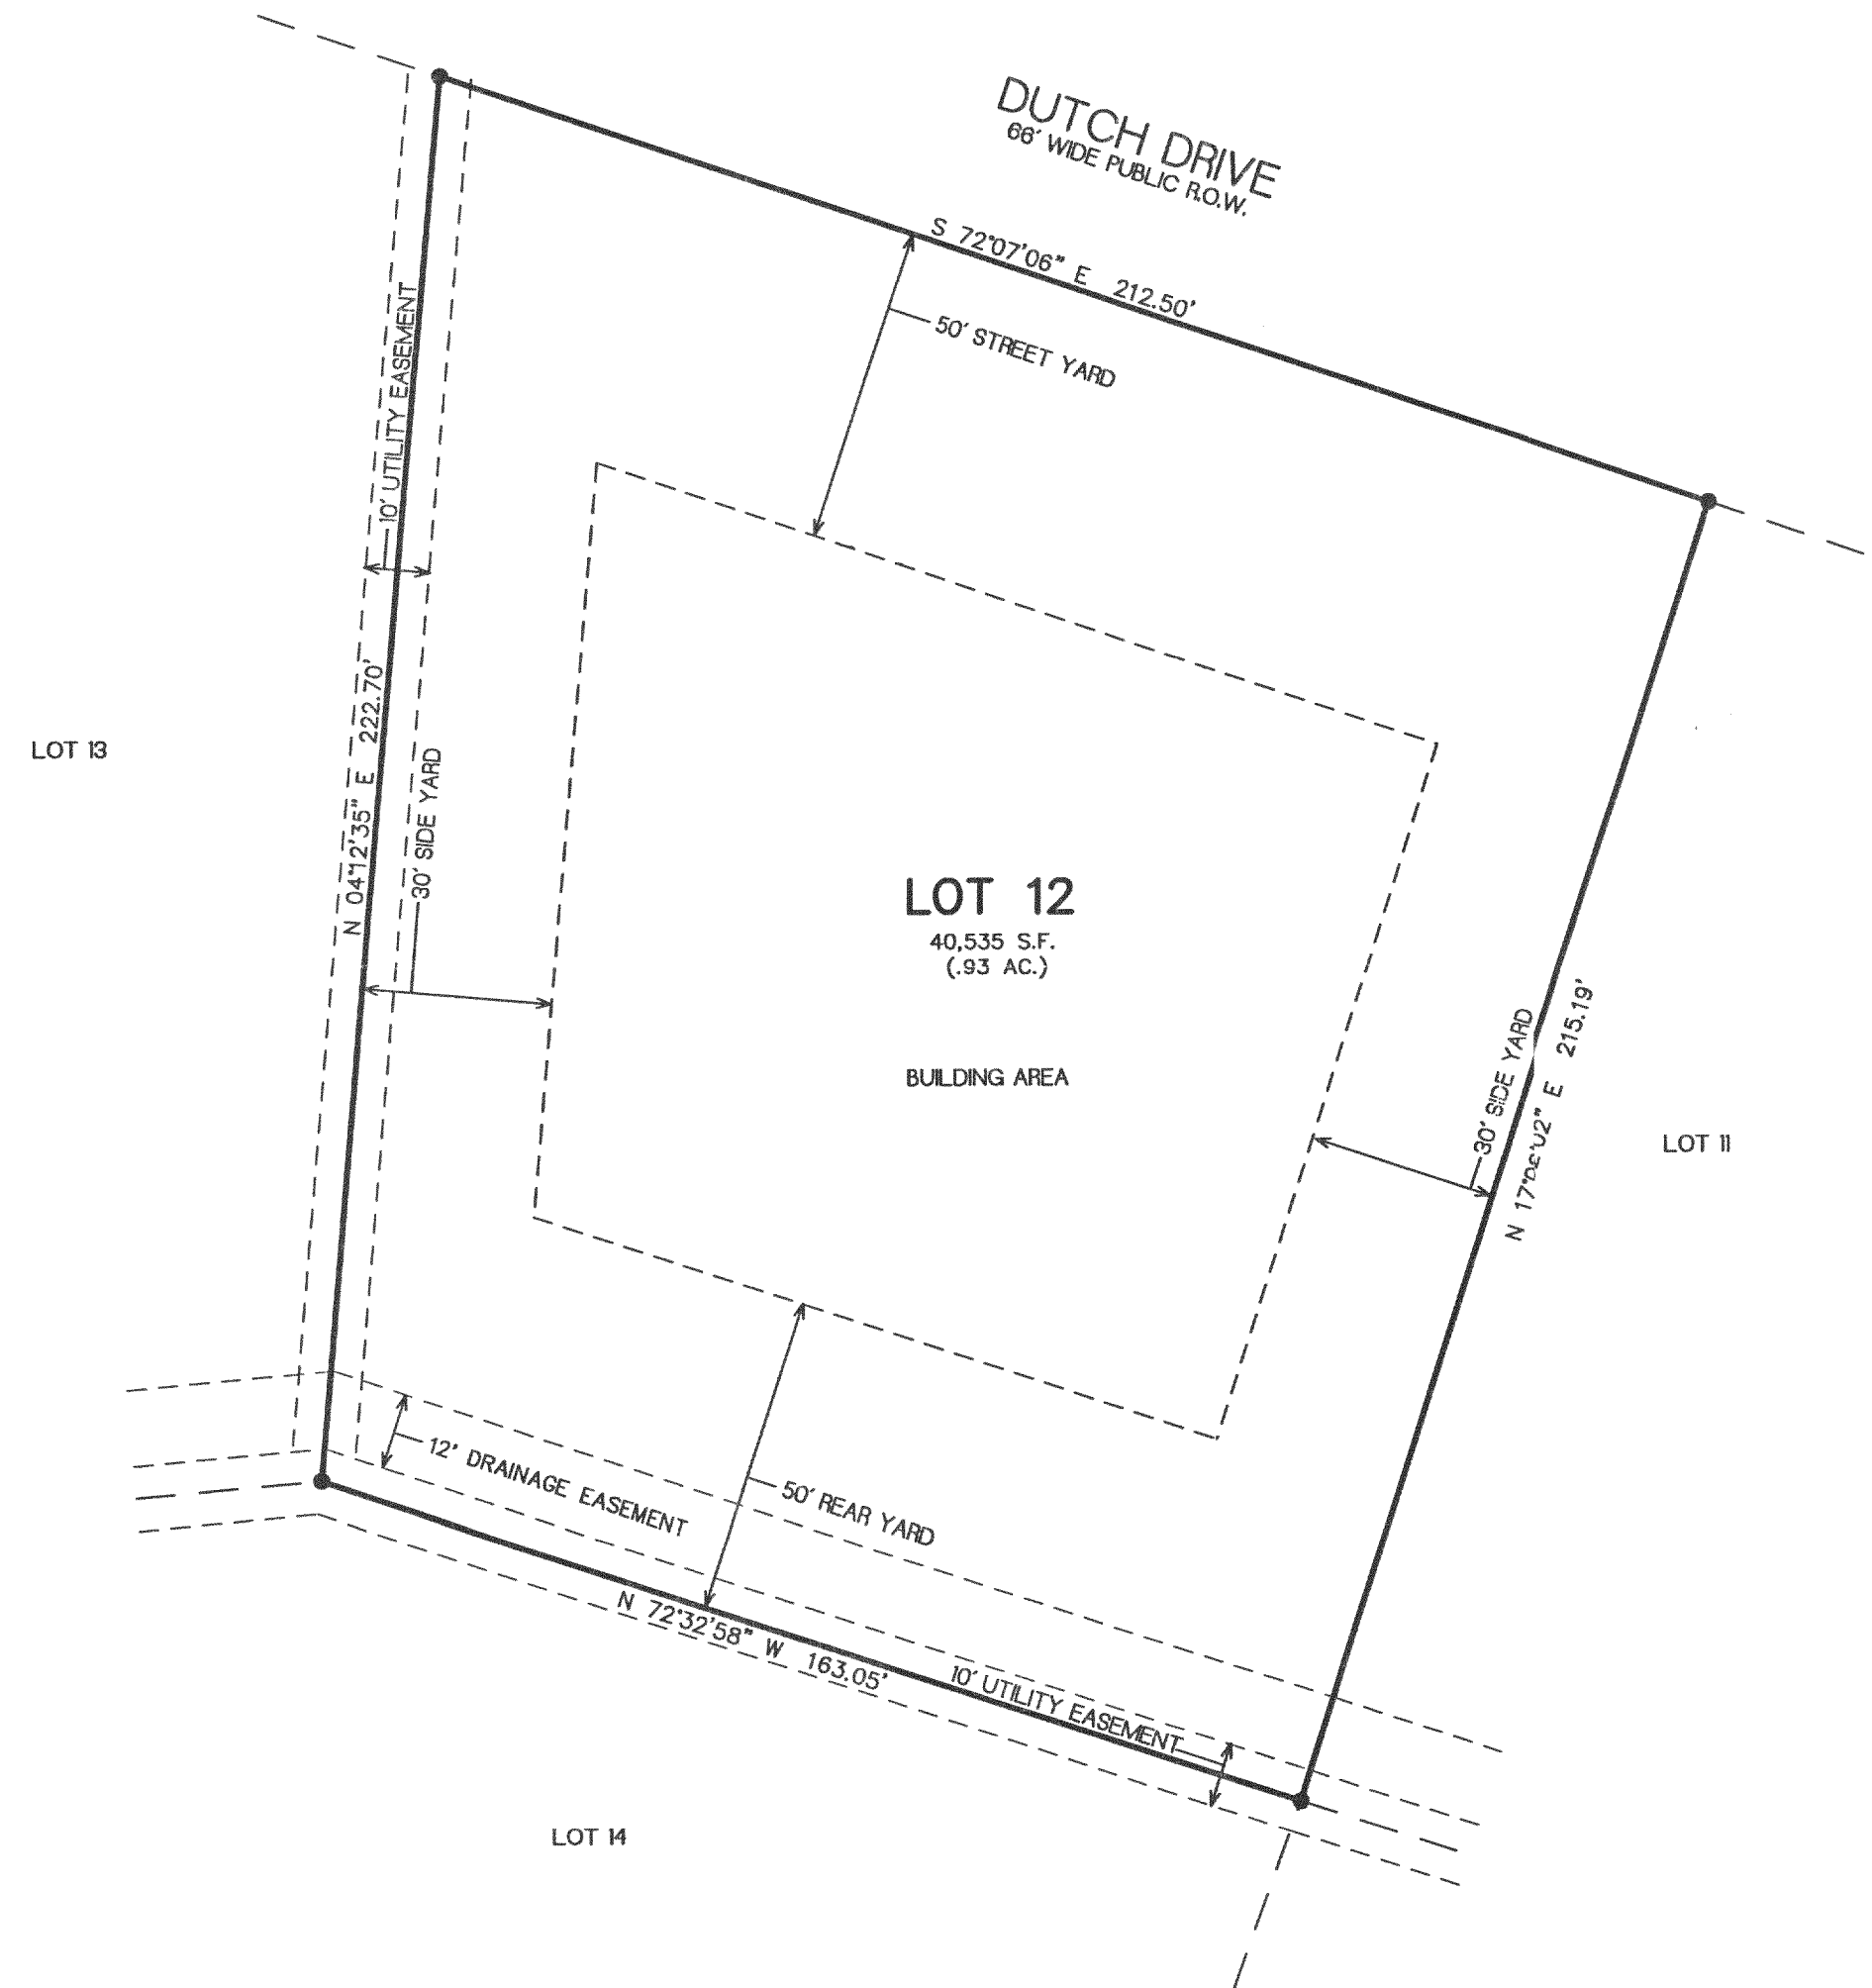 DUTCH DRIVE
66' WIDE PUBLIC R.O.W.
S 72°07'06" E 212.50'
50' STREET YARD
10' UTILITY EASEMENT
N 04°12'35" E 222.70'
30' SIDE YARD
LOT 13
LOT 12
40,535 S.F.
(.93 AC.)
BUILDING AREA
30' SIDE YARD
N E 215.19'
LOT 11
12' DRAINAGE EASEMENT
50' REAR YARD
N 72°32'58" W 163.05'
10' UTILITY EASEMENT
LOT 14